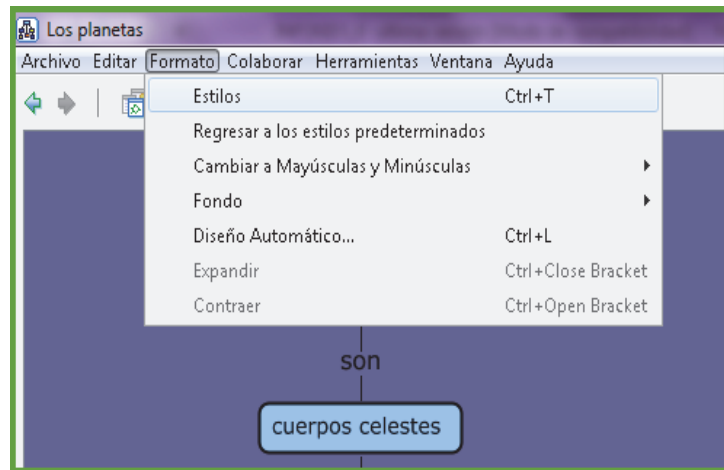 Los planetas
Archivo Editar Formato Colaborar Herramientas Ventana Ayuda
Estilos Ctrl+T
Regresar a los estilos predeterminados
Cambiar a Mayúsculas y Minúsculas
Fondo
Diseño Automático... Ctrl+L
Expandir Ctrl+Close Bracket
Contraer Ctrl+Open Bracket
son
cuerpos celestes